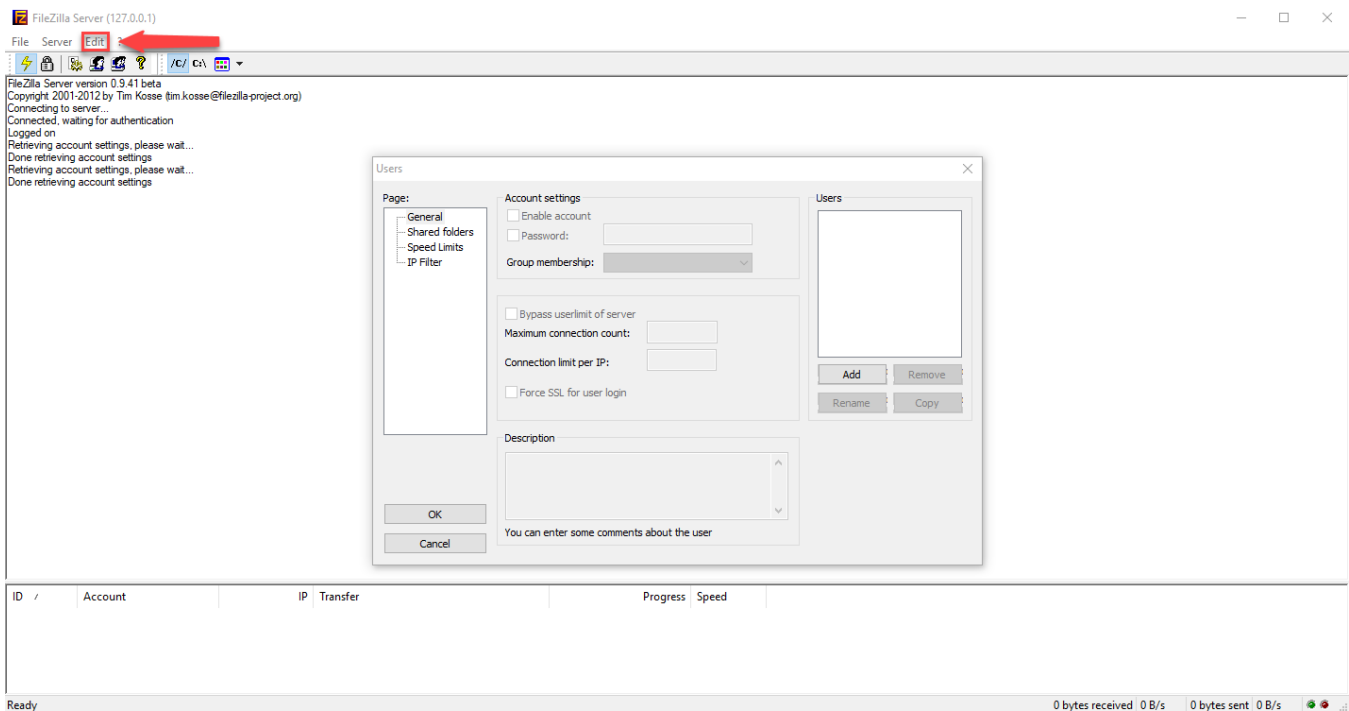 FileZilla Server (127.0.0.1)
File Server Edit ?
/C/ C:\
FileZilla Server version 0.9.41 beta
Copyright 2001-2012 by Tim Kosse (tim.kosse@filezilla-project.org)
Connecting to server...
Connected, waiting for authentication
Logged on
Retrieving account settings, please wait...
Done retrieving account settings
Retrieving account settings, please wait...
Done retrieving account settings
Users
Page:
General
Shared folders
Speed Limits
IP Filter
OK
Cancel
Account settings
Enable account
Password:
Group membership:
Bypass userlimit of server
Maximum connection count:
Connection limit per IP:
Force SSL for user login
Description
You can enter some comments about the user
Users
Add Remove
Rename Copy
ID / Account IP Transfer Progress Speed
Ready 0 bytes received 0 B/s 0 bytes sent 0 B/s